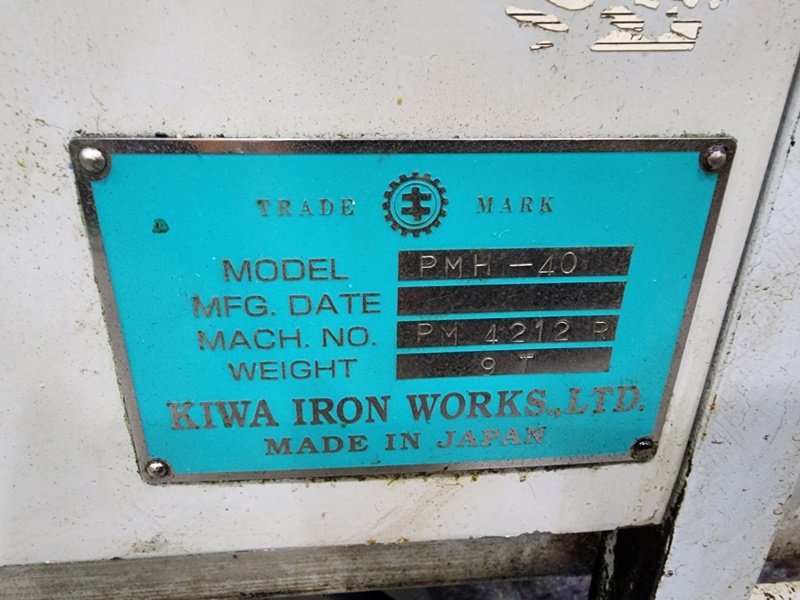 TRADE MARK
MODEL PMH-40
MFG. DATE
MACH. NO. PM 4212 R
WEIGHT 9 T
KIWA IRON WORKS., LTD.
MADE IN JAPAN